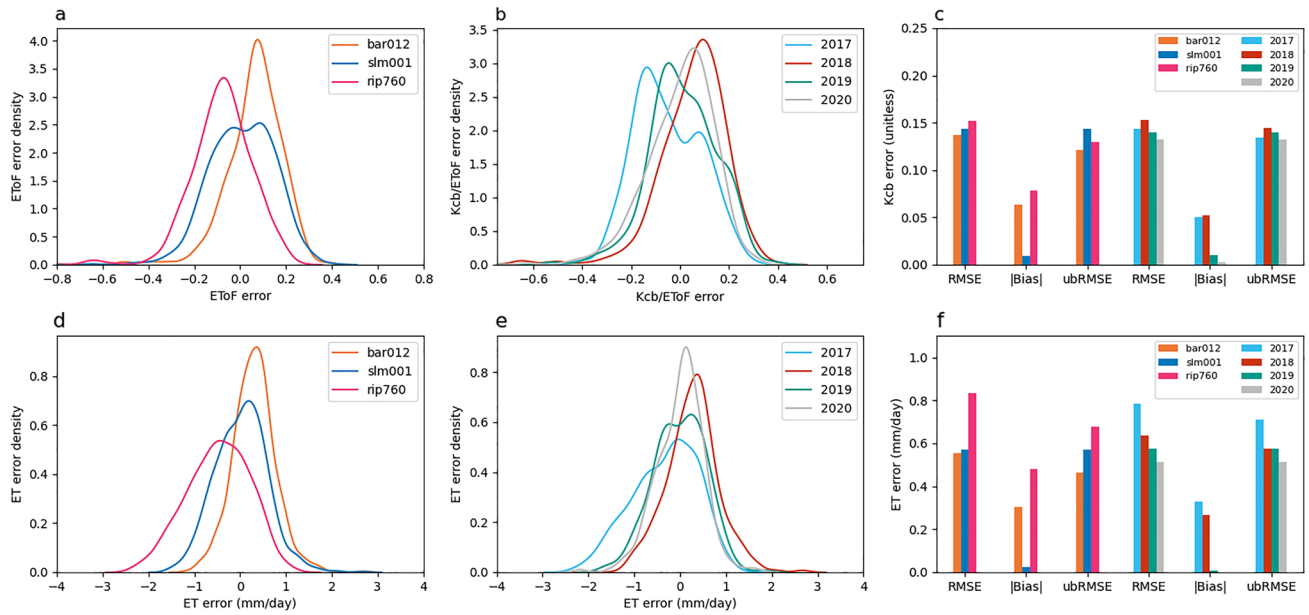 a
4.0
3.5
3.0
2.5
2.0
1.5
1.0
0.5
0.0
EToF error density
bar012
slm001
rip760
−0.8 −0.6 −0.4 −0.2 0.0 0.2 0.4 0.6 0.8
EToF error
b
3.5
3.0
2.5
2.0
1.5
1.0
0.5
0.0
Kcb/EToF error density
2017
2018
2019
2020
−0.6 −0.4 −0.2 0.0 0.2 0.4 0.6
Kcb/EToF error
c
0.25
0.20
0.15
0.10
0.05
0.00
Kcb error (unitless)
bar012
slm001
rip760
2017
2018
2019
2020
RMSE |Bias| ubRMSE RMSE |Bias| ubRMSE
d
0.8
0.6
0.4
0.2
0.0
ET error density
bar012
slm001
rip760
−4 −3 −2 −1 0 1 2 3 4
ET error (mm/day)
e
0.8
0.6
0.4
0.2
0.0
ET error density
2017
2018
2019
2020
−4 −3 −2 −1 0 1 2 3 4
ET error (mm/day)
f
1.0
0.8
0.6
0.4
0.2
0.0
ET error (mm/day)
bar012
slm001
rip760
2017
2018
2019
2020
RMSE |Bias| ubRMSE RMSE |Bias| ubRMSE